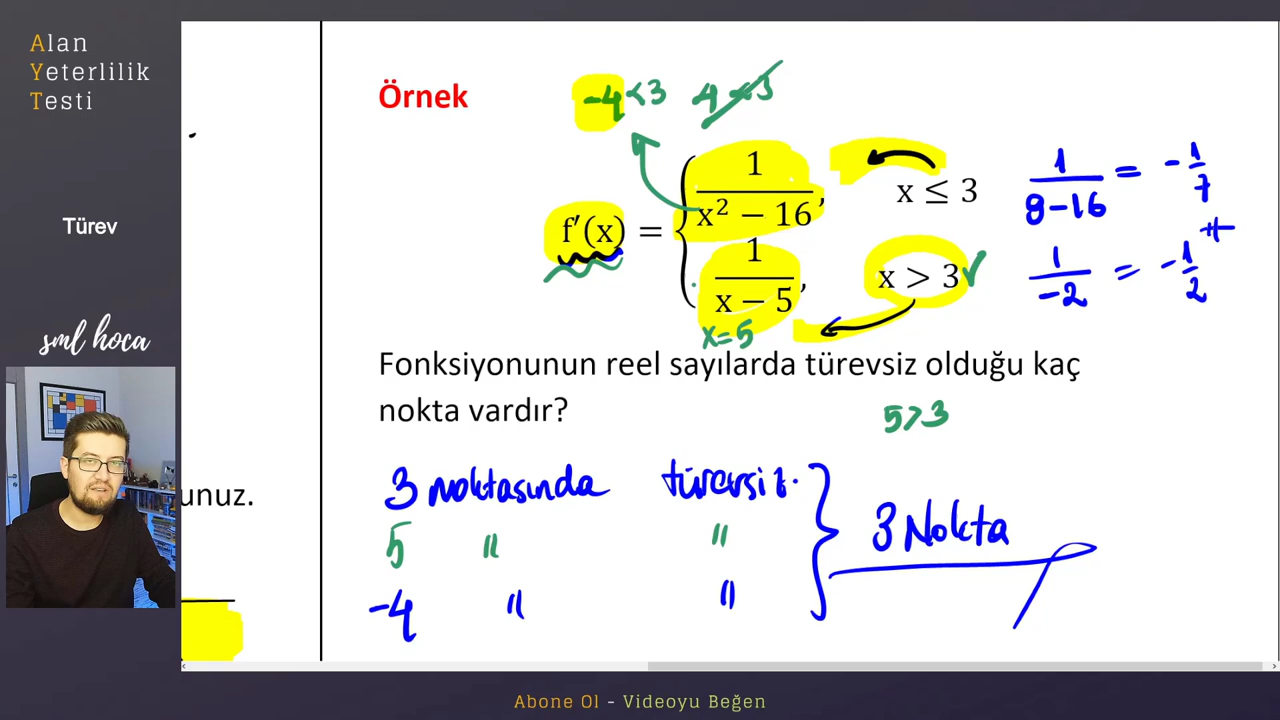 Alan
Yeterlilik
Testi
Türev
sml hoca
unuz.
Örnek
-4 < 3 4 < 3
f'(x) = { 1 / x² − 16, x ≤ 3
1 / x − 5, x > 3 ✓
x=5
1 / 9-16 = -1/7
≠
1 / -2 = -1/2
Fonksiyonunun reel sayılarda türevsiz olduğu kaç
nokta vardır?
5>3
3 noktasında türevsiz.
5 " "
-4 " "
3 Nokta
Abone Ol - Videoyu Beğen